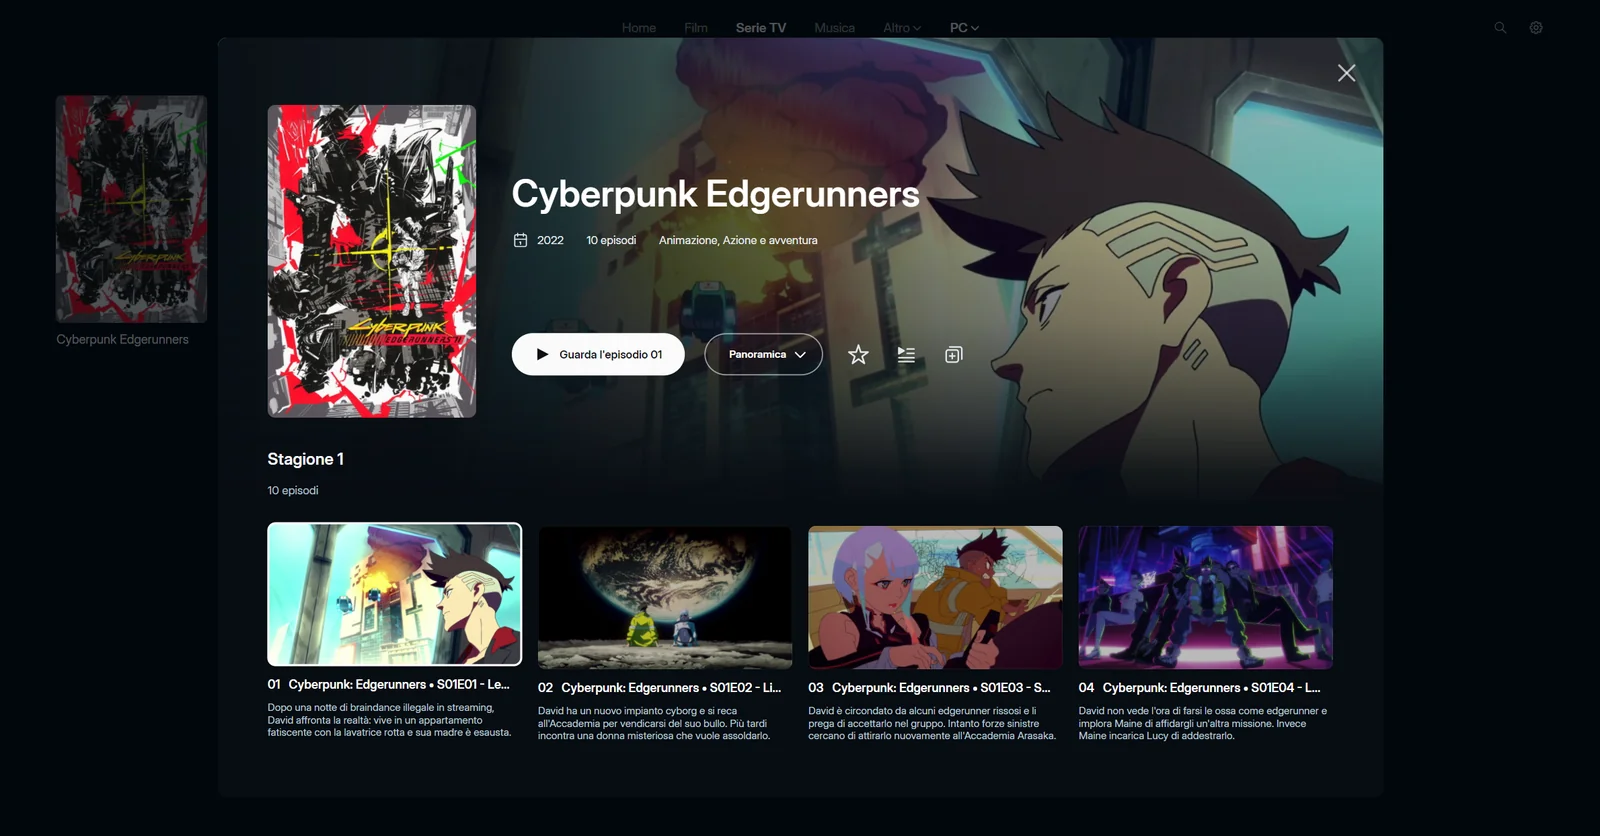 Home Film Serie TV Musica Altro PC
Cyberpunk Edgerunners
CYBERPUNK
EDGERUNNERS
Cyberpunk Edgerunners
2022 10 episodi Animazione, Azione e avventura
Guarda l'episodio 01 Panoramica
Stagione 1
10 episodi
01 Cyberpunk: Edgerunners • S01E01 - Le...
Dopo una notte di braindance illegale in streaming,
David affronta la realtà: vive in un appartamento
fatiscente con la lavatrice rotta e sua madre è esausta.
02 Cyberpunk: Edgerunners • S01E02 - Li...
David ha un nuovo impianto cyborg e si reca
all'Accademia per vendicarsi del suo bullo. Più tardi
incontra una donna misteriosa che vuole assoldarlo.
03 Cyberpunk: Edgerunners • S01E03 - S...
David è circondato da alcuni edgerunner rissosi e li
prega di accettarlo nel gruppo. Intanto forze sinistre
cercano di attirarlo nuovamente all'Accademia Arasaka.
04 Cyberpunk: Edgerunners • S01E04 - L...
David non vede l'ora di farsi le ossa come edgerunner e
implora Maine di affidargli un'altra missione. Invece
Maine incarica Lucy di addestrarlo.